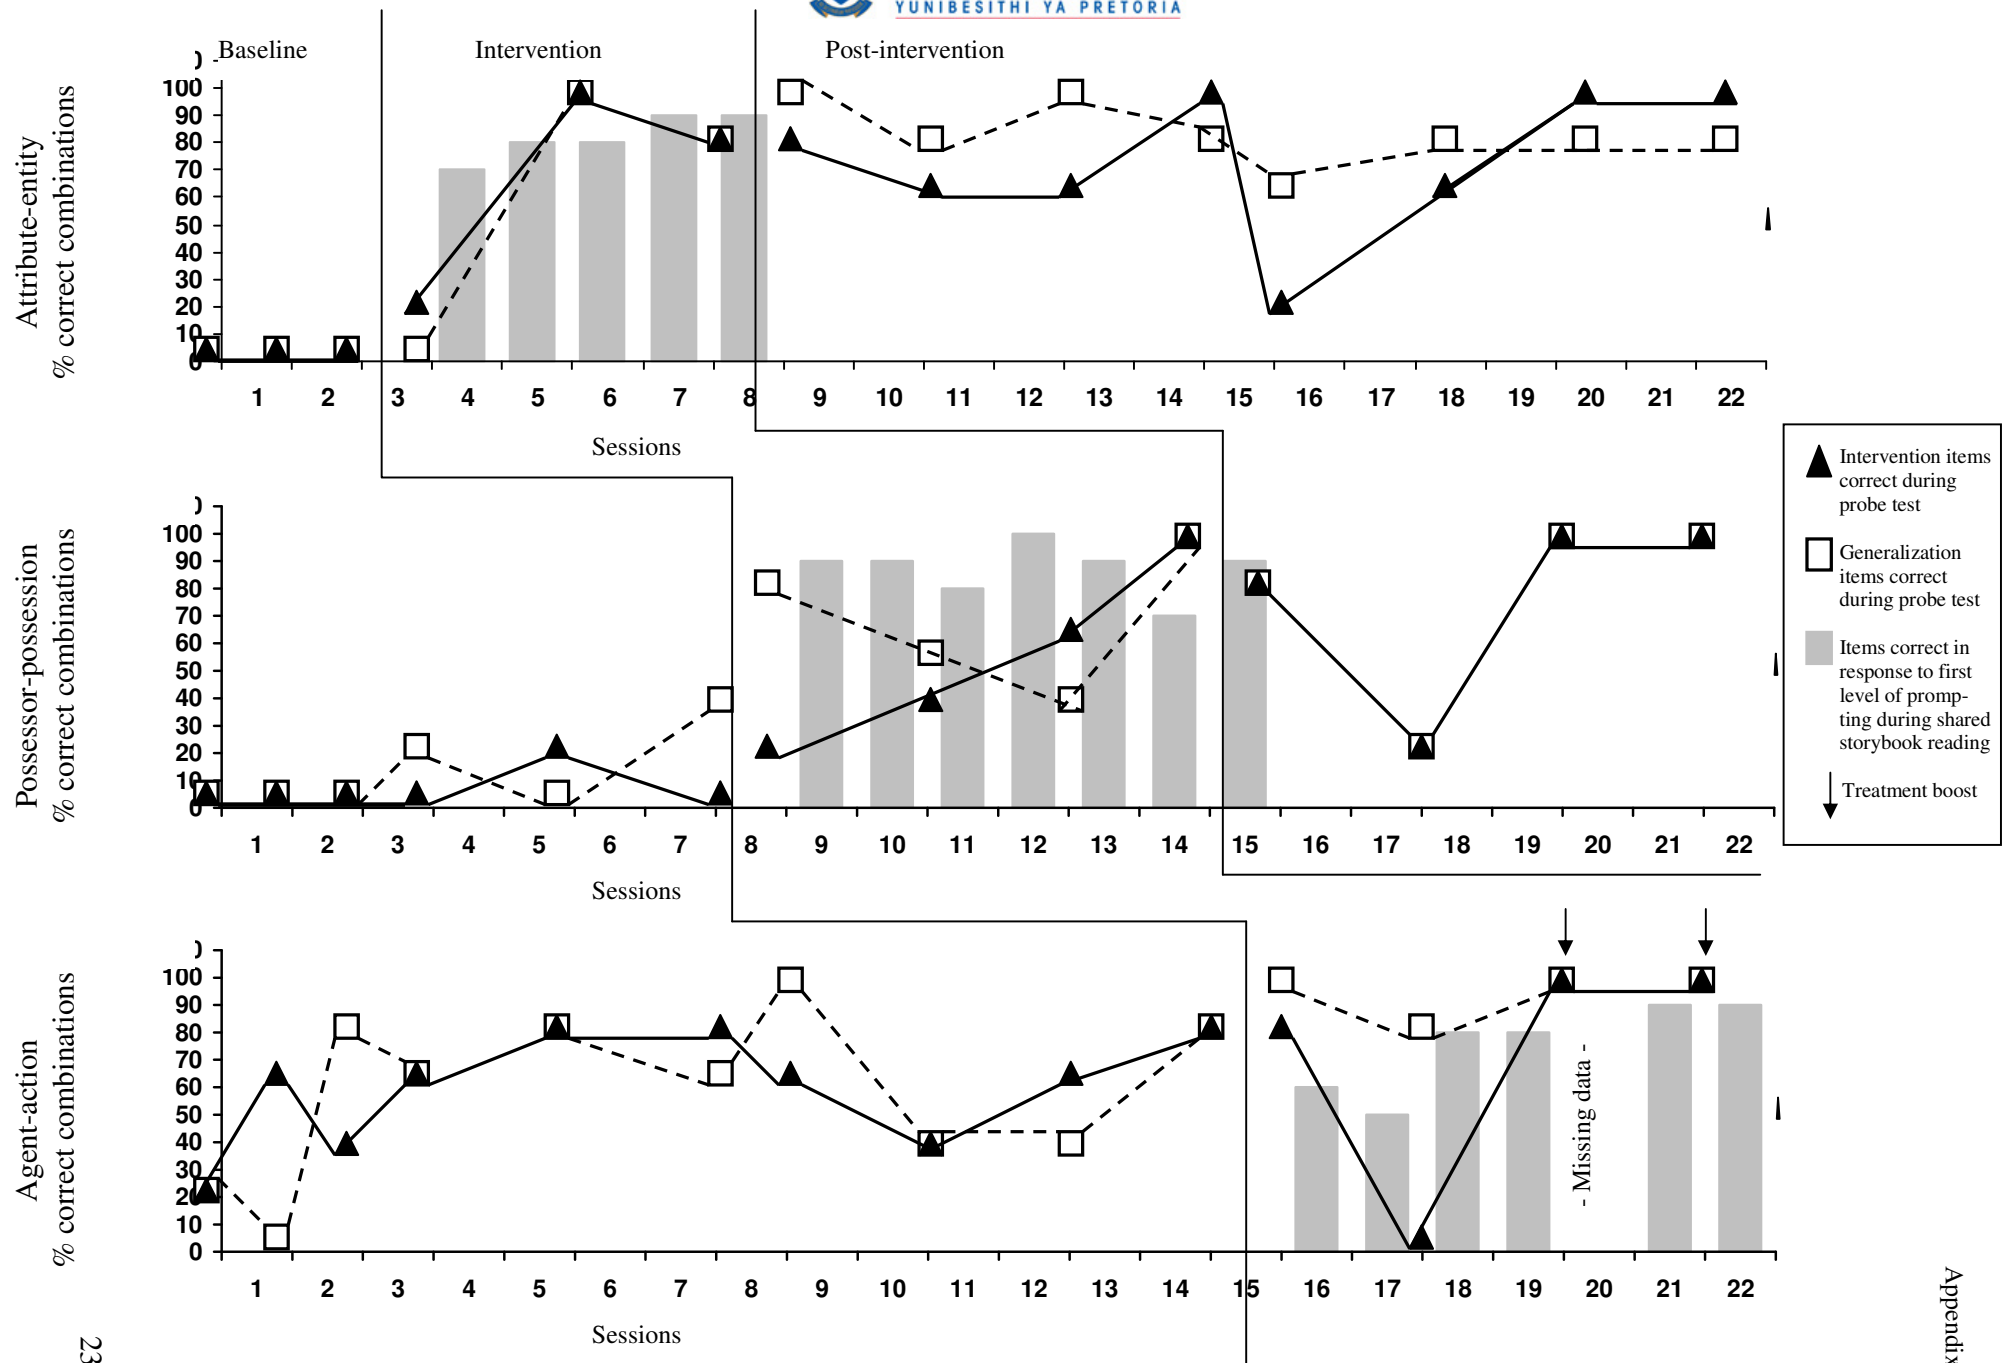 YUNIBESITHI YA PRETORIA
Baseline
Intervention
Post-intervention
Attribute-entity
% correct combinations
100
90
80
70
60
50
40
30
20
10
0
1 2 3 4 5 6 7 8 9 10 11 12 13 14 15 16 17 18 19 20 21 22
Sessions
Possessor-possession
% correct combinations
100
90
80
70
60
50
40
30
20
10
0
1 2 3 4 5 6 7 8 9 10 11 12 13 14 15 16 17 18 19 20 21 22
Sessions
Agent-action
% correct combinations
100
90
80
70
60
50
40
30
20
10
0
- Missing data -
1 2 3 4 5 6 7 8 9 10 11 12 13 14 15 16 17 18 19 20 21 22
Sessions
Intervention items
correct during
probe test
Generalization
items correct
during probe test
Items correct in
response to first
level of promp-
ting during shared
storybook reading
Treatment boost
Appendix
23